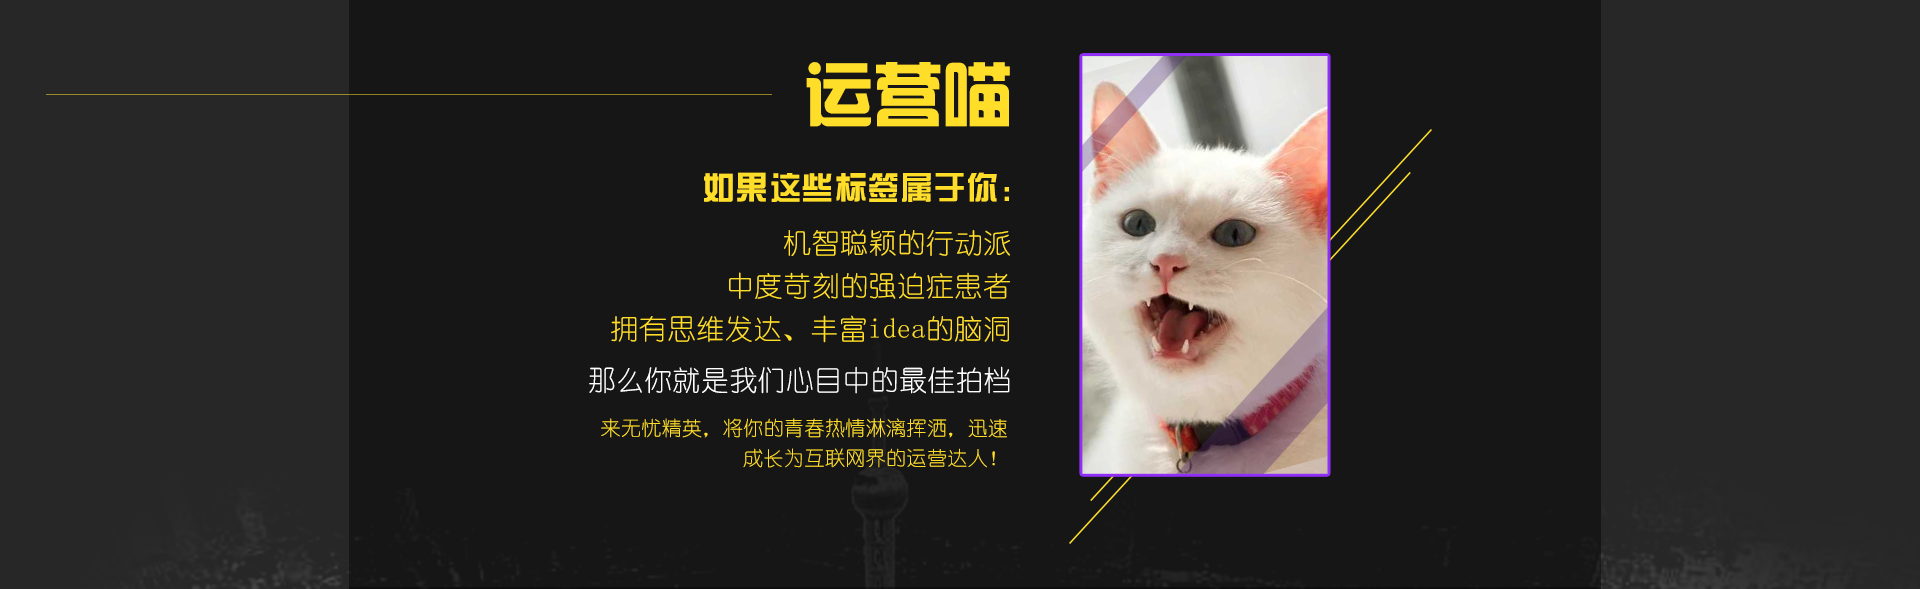 运营喵
如果这些标签属于你:
机智聪颖的行动派
中度苛刻的强迫症患者
拥有思维发达、丰富idea的脑洞
那么你就是我们心目中的最佳拍档
来无忧精英，将你的青春热情淋漓挥洒，迅速
成长为互联网界的运营达人！